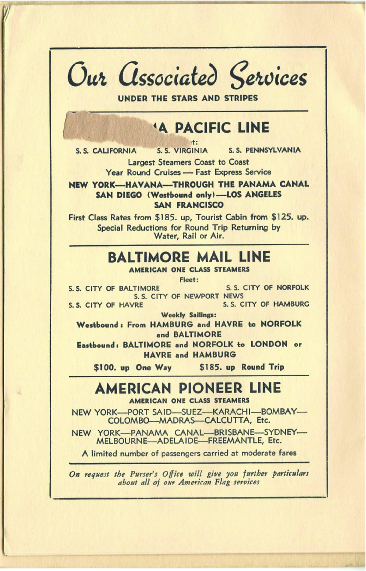 Our Associated Services
UNDER THE STARS AND STRIPES
PACIFIC LINE
S. S. CALIFORNIA S. S. VIRGINIA S. S. PENNSYLVANIA
Largest Steamers Coast to Coast
Year Round Cruises — Fast Express Service
NEW YORK—HAVANA—THROUGH THE PANAMA CANAL
SAN DIEGO (Westbound only)—LOS ANGELES
SAN FRANCISCO
First Class Rates from $185. up, Tourist Cabin from $125. up.
Special Reductions for Round Trip Returning by
Water, Rail or Air.
BALTIMORE MAIL LINE
AMERICAN ONE CLASS STEAMERS
Fleet:
S. S. CITY OF BALTIMORE S. S. CITY OF NORFOLK
S. S. CITY OF NEWPORT NEWS
S. S. CITY OF HAVRE S. S. CITY OF HAMBURG
Weekly Sailings:
Westbound: From HAMBURG and HAVRE to NORFOLK
and BALTIMORE
Eastbound: BALTIMORE and NORFOLK to LONDON or
HAVRE and HAMBURG
$100. up One Way $185. up Round Trip
AMERICAN PIONEER LINE
AMERICAN ONE CLASS STEAMERS
NEW YORK—PORT SAID—SUEZ—KARACHI—BOMBAY—
COLOMBO—MADRAS—CALCUTTA, Etc.
NEW YORK—PANAMA CANAL—BRISBANE—SYDNEY—
MELBOURNE—ADELAIDE—FREEMANTLE, Etc.
A limited number of passengers carried at moderate fares
On request the Purser's Office will give you further particulars
about all of our American Flag services